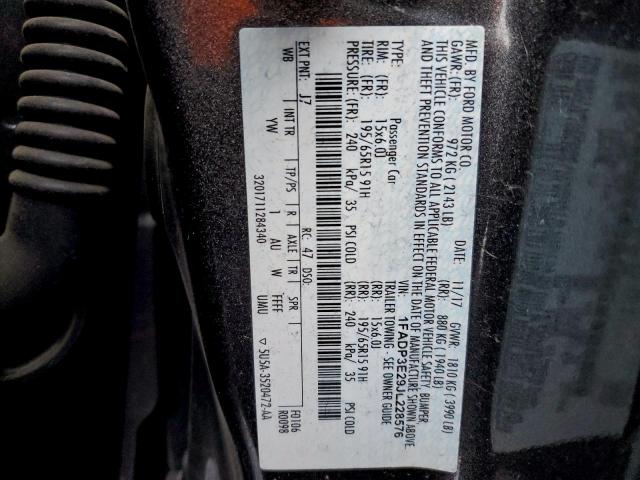 MFD. BY FORD MOTOR CO.
DATE: 11/17 GVWR: 1810 KG ( 3990 LB)
GAWR: (FR): 972 KG ( 2143 LB) (RR): 880 KG ( 1940 LB)
THIS VEHICLE CONFORMS TO ALL APPLICABLE FEDERAL MOTOR VEHICLE SAFETY, BUMPER
AND THEFT PREVENTION STANDARDS IN EFFECT ON THE DATE OF MANUFACTURE SHOWN ABOVE
VIN: 1FADP3E29JL228576
TYPE: Passenger Car TRAILER TOWING - SEE OWNER GUIDE
RIM: (FR): 15x6.0J (RR): 15x6.0J
TIRE: (FR): 195/65R15 91H (RR): 195/65R15 91H
PRESSURE: (FR): 240 kPa/ 35 PSI COLD (RR): 240 kPa/ 35 PSI COLD
EXT PNT: J7 RC: 47 DSO: F0106
WB INT TR TP/PS R AXLE TR SPR R0098
YW 1 AU W FFFF UMU
3201711284340 ▽ 5U5A-3520472-AA